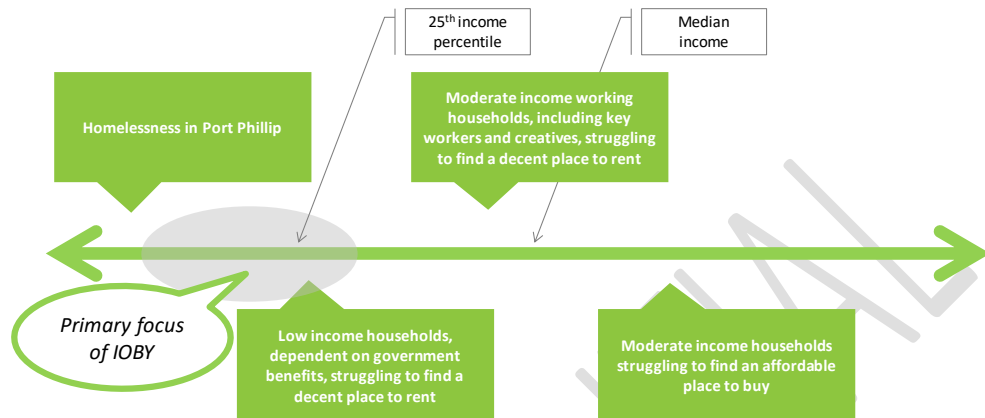 25th income
percentile
Median
income
Homelessness in Port Phillip
Moderate income working
households, including key
workers and creatives, struggling
to find a decent place to rent
Primary focus
of IOBY
Low income households,
dependent on government
benefits, struggling to find a
decent place to rent
Moderate income households
struggling to find an affordable
place to buy